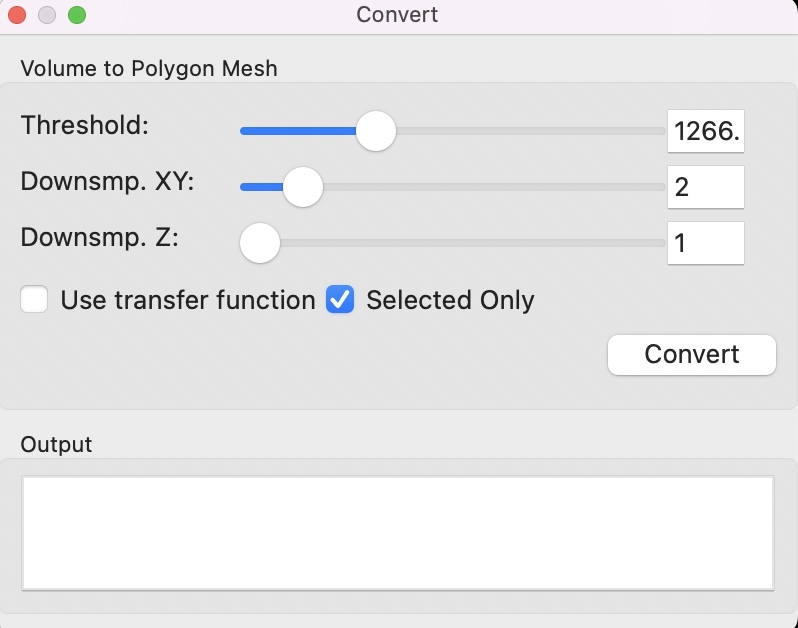 Convert
Volume to Polygon Mesh
Threshold: 1266.
Downsmp. XY: 2
Downsmp. Z: 1
Use transfer function Selected Only
Convert
Output